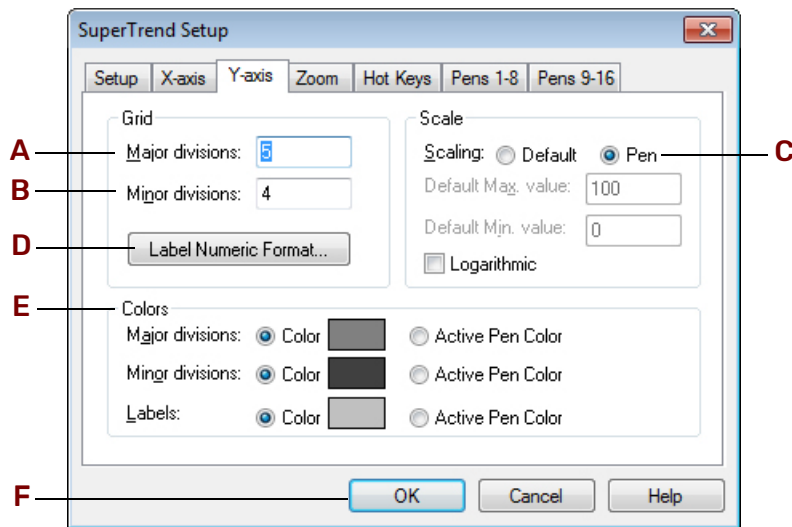 SuperTrend Setup
Setup X-axis Y-axis Zoom Hot Keys Pens 1-8 Pens 9-16
Grid
Scale
A
Major divisions: 5
Scaling: Default Pen
C
B
Minor divisions: 4
Default Max. value: 100
D
Label Numeric Format...
Default Min. value: 0
Logarithmic
E
Colors
Major divisions: Color Active Pen Color
Minor divisions: Color Active Pen Color
Labels: Color Active Pen Color
F
OK Cancel Help